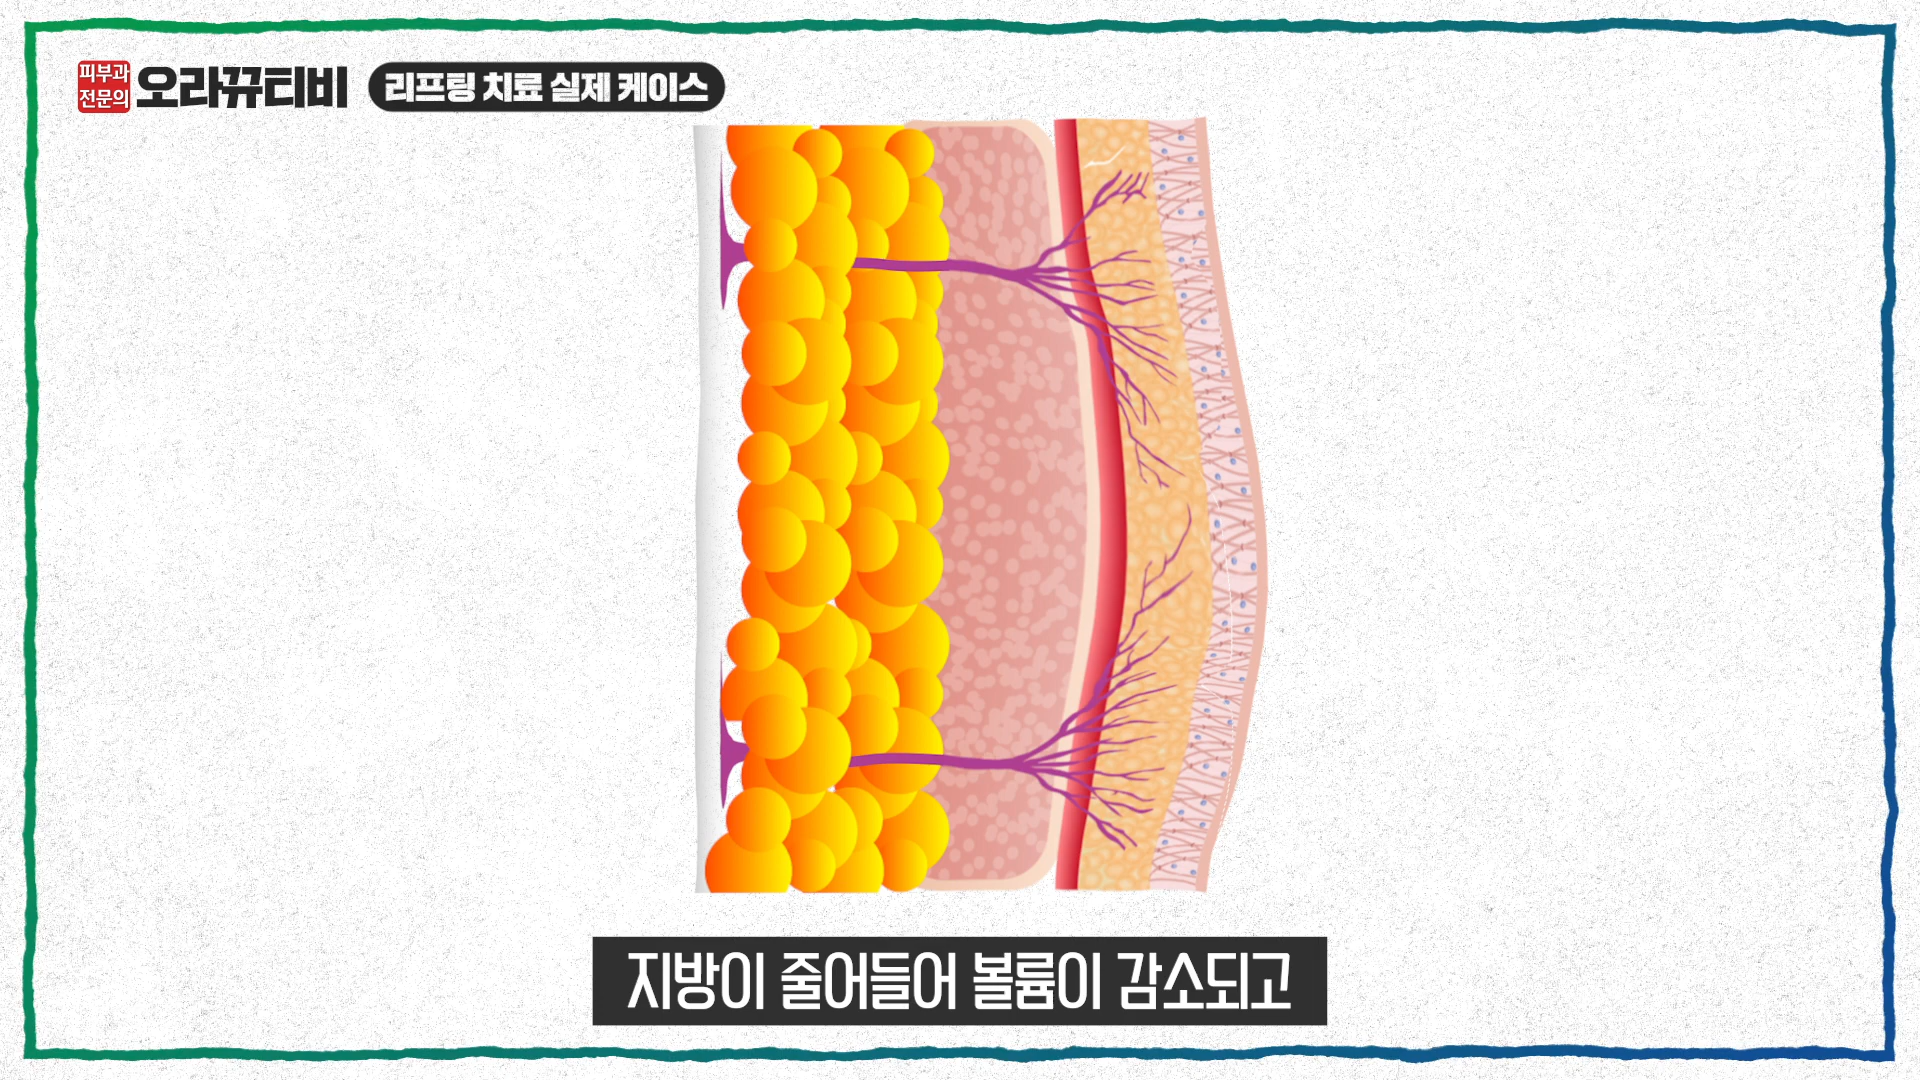 피부과
전문의
오라뀨티비
리프팅 치료 실제 케이스
지방이 줄어들어 볼륨이 감소되고